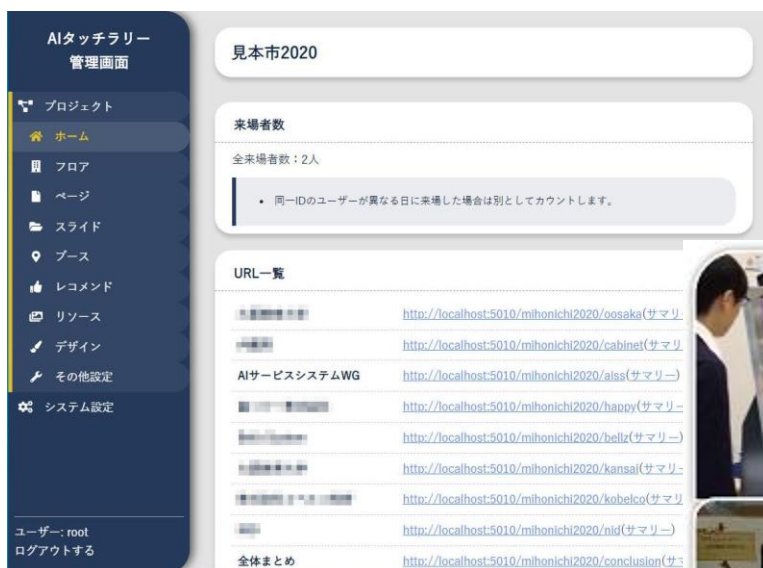 AIタッチラリー
管理画面
プロジェクト
ホーム
フロア
ページ
スライド
ブース
レコメンド
リソース
デザイン
その他設定
システム設定
ユーザー: root
ログアウトする
見本市2020
来場者数
全来場者数：2人
• 同一IDのユーザーが異なる日に来場した場合は別としてカウントします。
URL一覧
http://localhost:5010/mihonichi2020/oosaka(サマリ
http://localhost:5010/mihonichi2020/cabinet(サマリ
AIサービスシステムWG http://localhost:5010/mihonichi2020/aiss(サマリー)
http://localhost:5010/mihonichi2020/happy(サマリー
http://localhost:5010/mihonichi2020/bellz(サマリー)
http://localhost:5010/mihonichi2020/kansai(サマリ
http://localhost:5010/mihonichi2020/kobelco(サマリ
http://localhost:5010/mihonichi2020/nid(サマリー)
全体まとめ http://localhost:5010/mihonichi2020/conclusion(サ